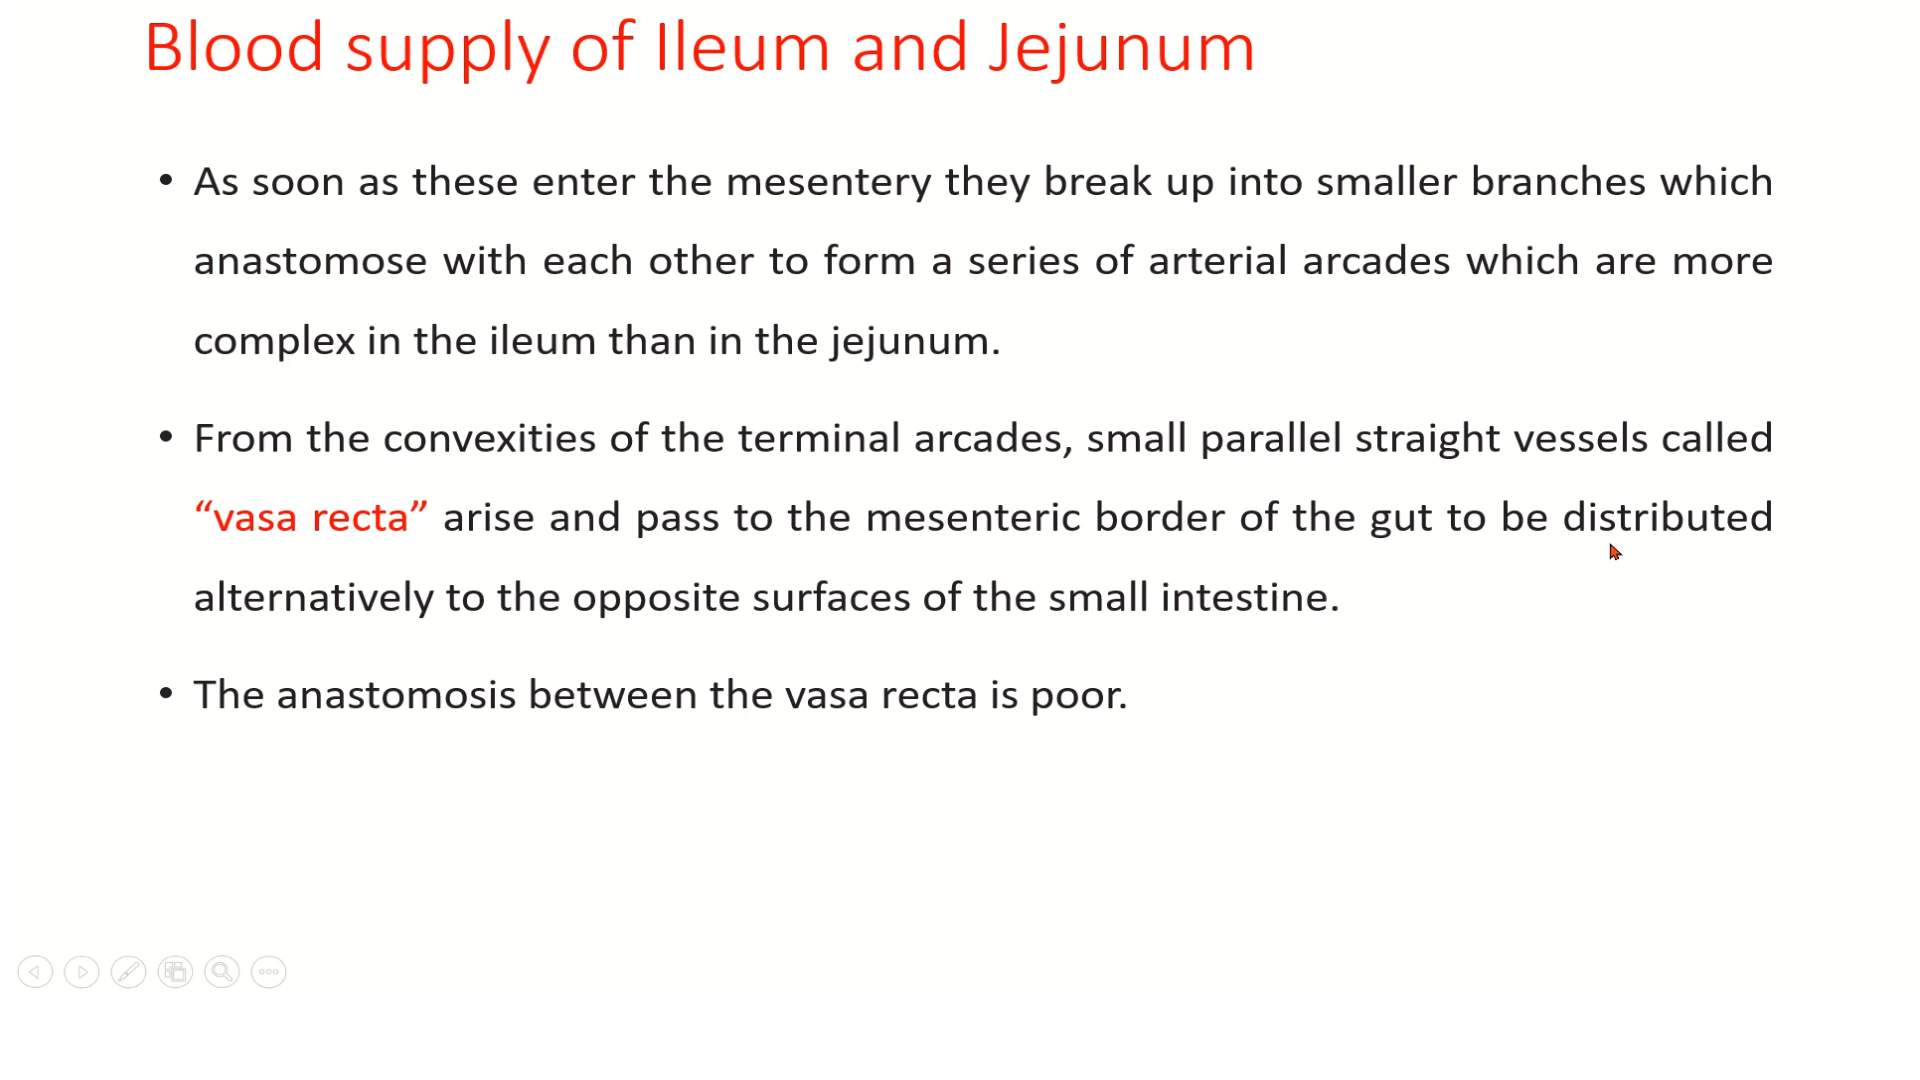 Blood supply of Ileum and Jejunum
• As soon as these enter the mesentery they break up into smaller branches which
anastomose with each other to form a series of arterial arcades which are more
complex in the ileum than in the jejunum.
• From the convexities of the terminal arcades, small parallel straight vessels called
“vasa recta” arise and pass to the mesenteric border of the gut to be distributed
alternatively to the opposite surfaces of the small intestine.
• The anastomosis between the vasa recta is poor.